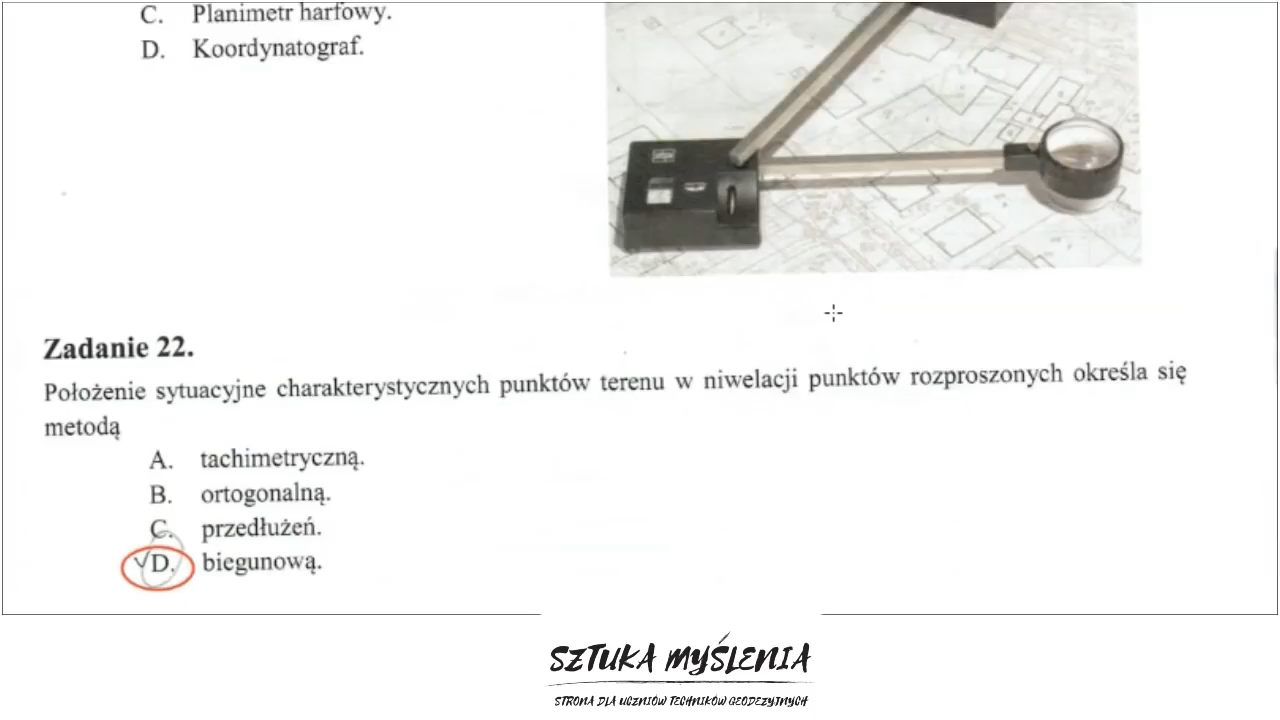 C. Planimetr harfowy.
D. Koordynatograf.
Zadanie 22.
Położenie sytuacyjne charakterystycznych punktów terenu w niwelacji punktów rozproszonych określa się
metodą
A. tachimetryczną.
B. ortogonalną.
C. przedłużeń.
D. biegunową.
SZTUKA MYŚLENIA
STRONA DLA UCZNIÓW TECHNIKÓW GEODEZYJNYCH